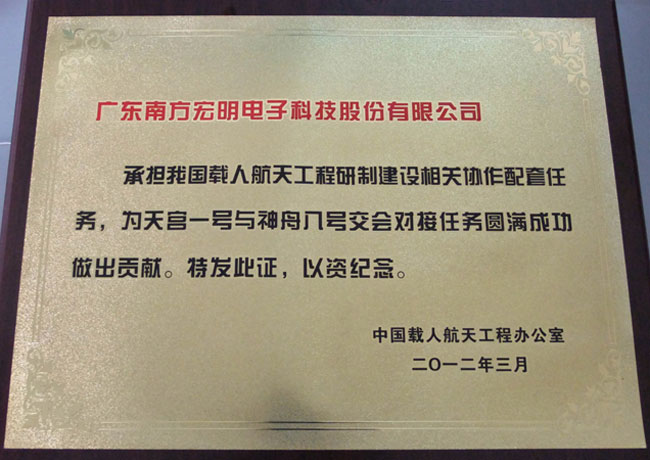 广东南方宏明电子科技股份有限公司
承担我国载人航天工程研制建设相关协作配套任
务，为天宫一号与神舟八号交会对接任务圆满成功
做出贡献。特发此证，以资纪念。
中国载人航天工程办公室
二〇一二年三月